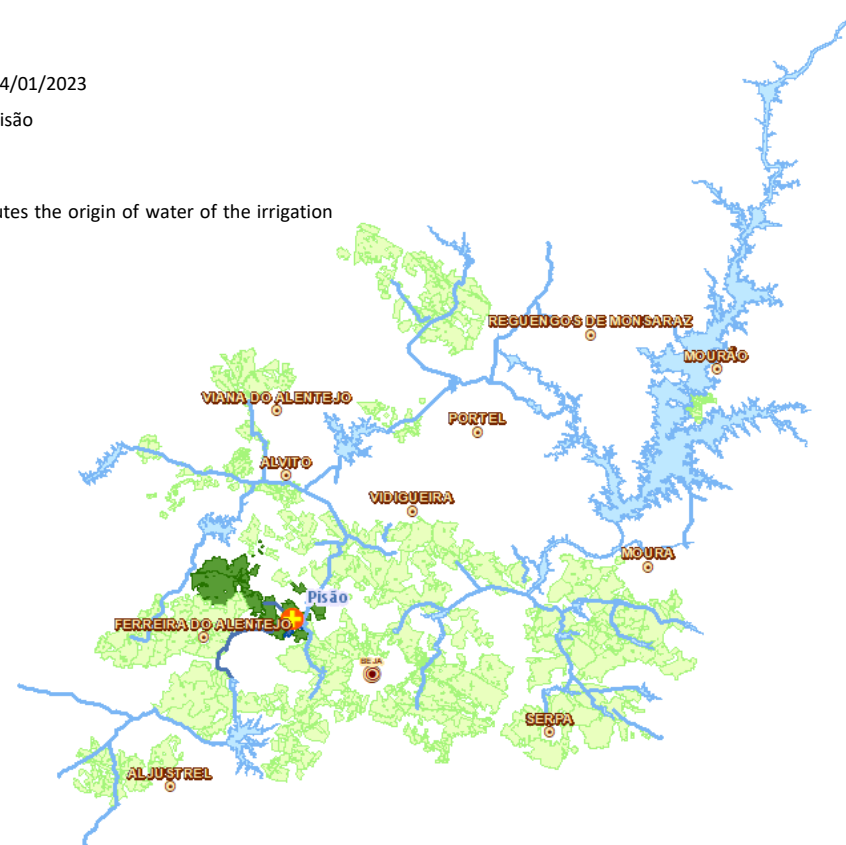 4/01/2023
isão
utes the origin of water of the irrigation
REGUENGOS DE MONSARAZ
MOURÃO
VIANA DO ALENTEJO
PORTEL
ALVITO
VIDIGUEIRA
MOURA
Pisão
FERREIRA DO ALENTEJO
BEJA
SERPA
ALJUSTREL